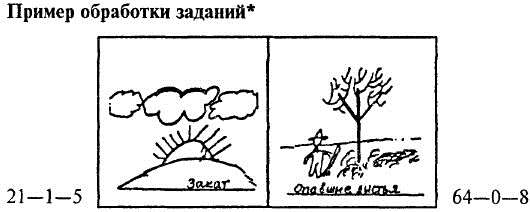 Пример обработки заданий*
21—1—5
Закат
Опавшие листья
64—0—8